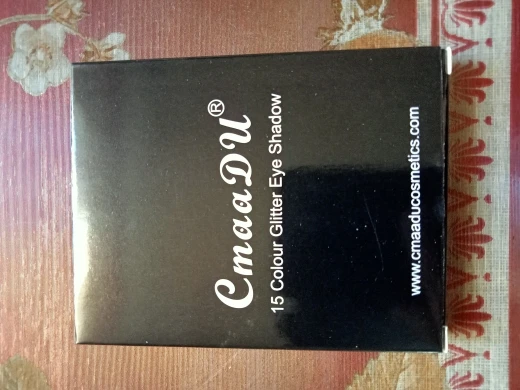 CmaaDU®
15 Colour Glitter Eye Shadow
www.cmaaducosmetics.com